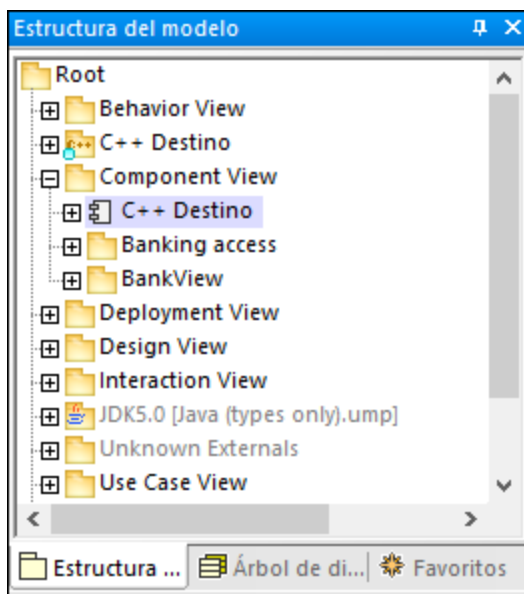 Estructura del modelo
Root
Behavior View
C++ Destino
Component View
C++ Destino
Banking access
BankView
Deployment View
Design View
Interaction View
JDK5.0 [Java (types only).ump]
Unknown Externals
Use Case View
Estructura ... Árbol de di... Favoritos